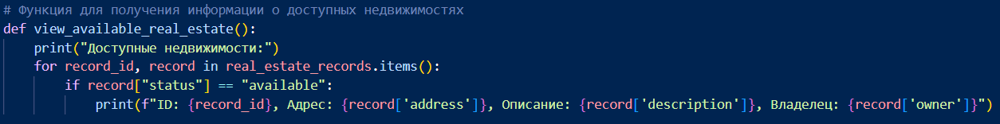 # Функция для получения информации о доступных недвижимостях
def view_available_real_estate():
    print("Доступные недвижимости:")
    for record_id, record in real_estate_records.items():
        if record["status"] == "available":
            print(f"ID: {record_id}, Адрес: {record['address']}, Описание: {record['description']}, Владелец: {record['owner']}")